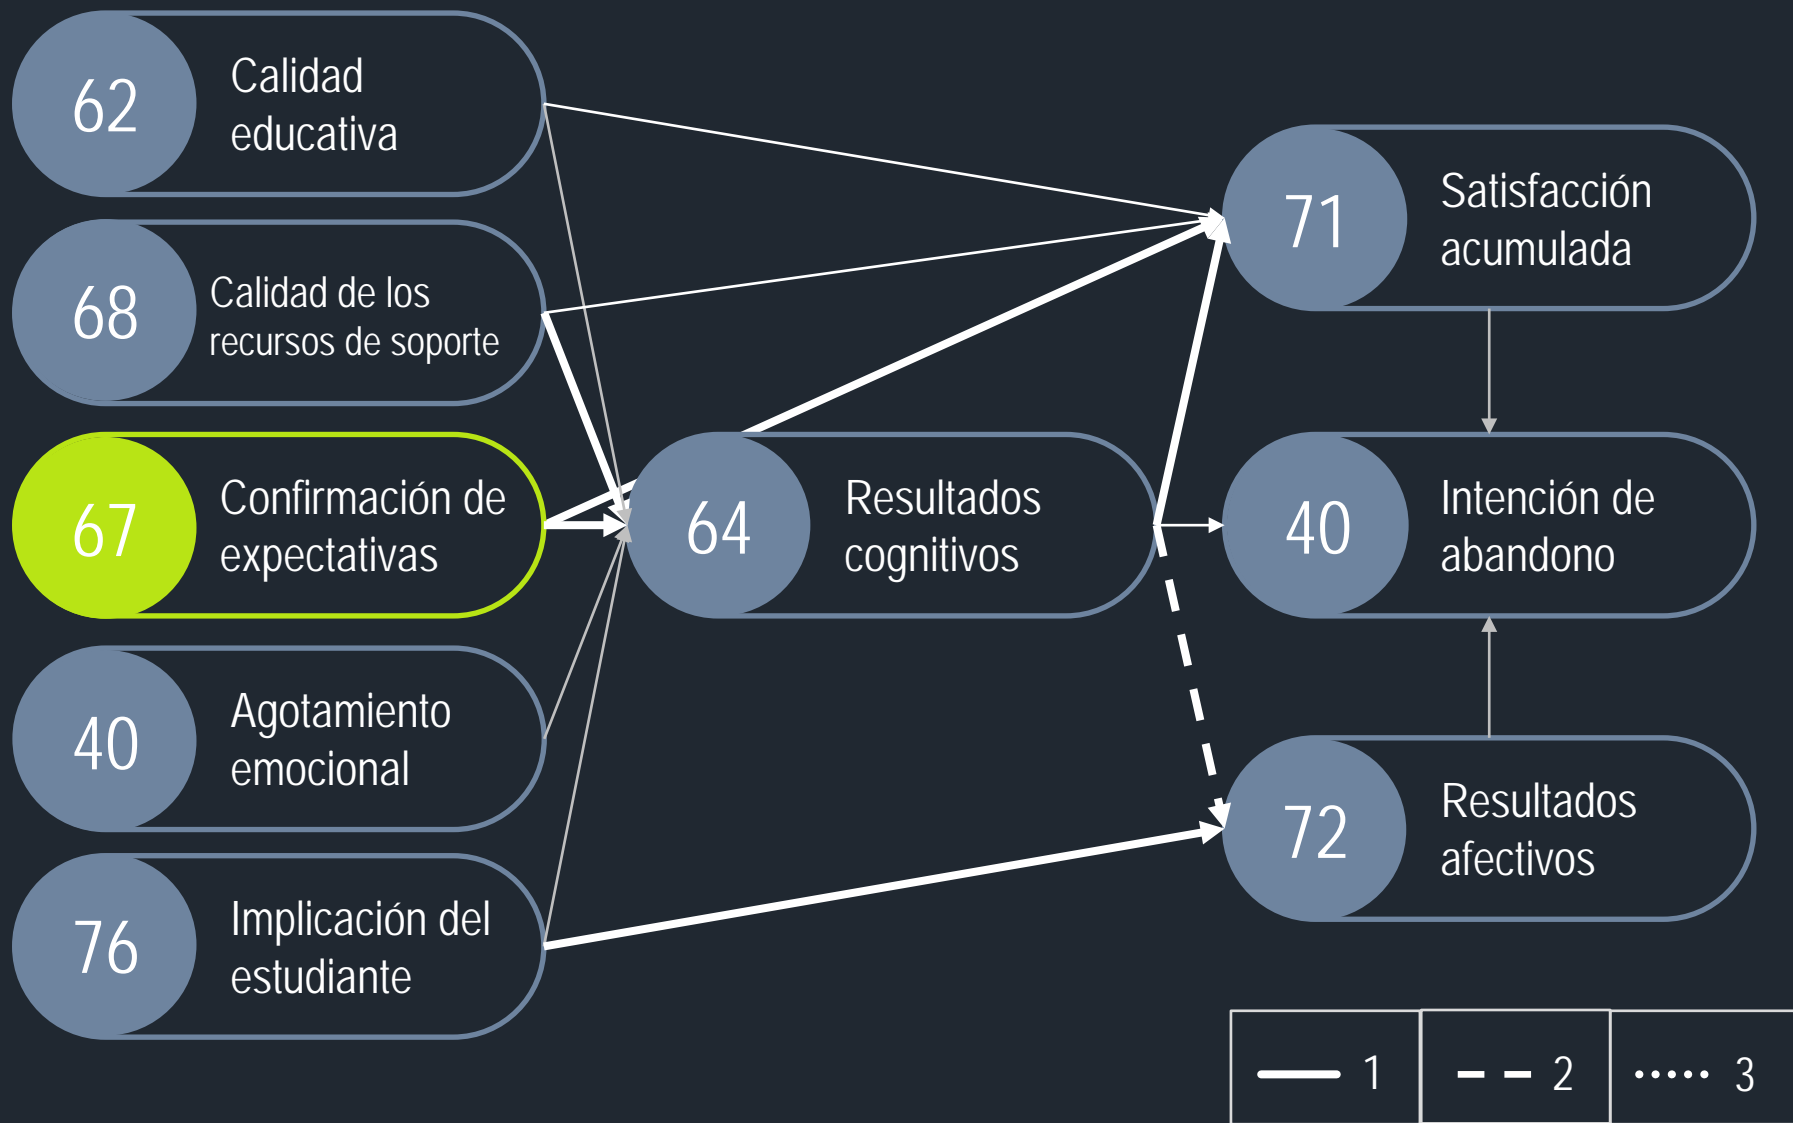 62
Calidad
educativa
68
Calidad de los
recursos de soporte
67
Confirmación de
expectativas
40
Agotamiento
emocional
76
Implicación del
estudiante
64
Resultados
cognitivos
71
Satisfacción
acumulada
40
Intención de
abandono
72
Resultados
afectivos
1
2
3